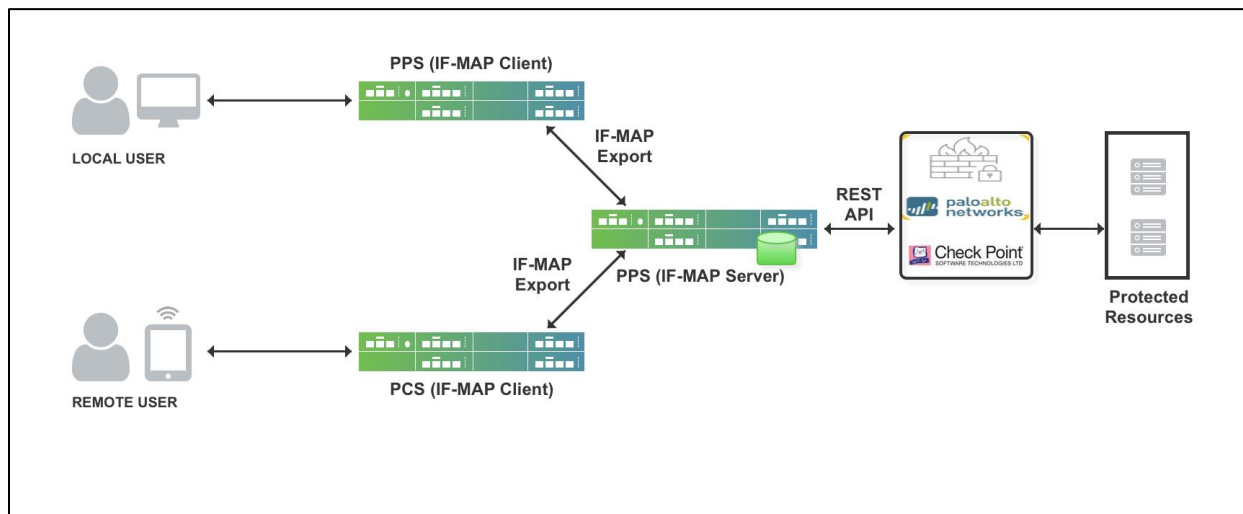 PPS (IF-MAP Client)
LOCAL USER
IF-MAP
Export
REST
API
paloalto
networks
Check Point
SOFTWARE TECHNOLOGIES LTD
IF-MAP
Export
PPS (IF-MAP Server)
Protected
Resources
PCS (IF-MAP Client)
REMOTE USER